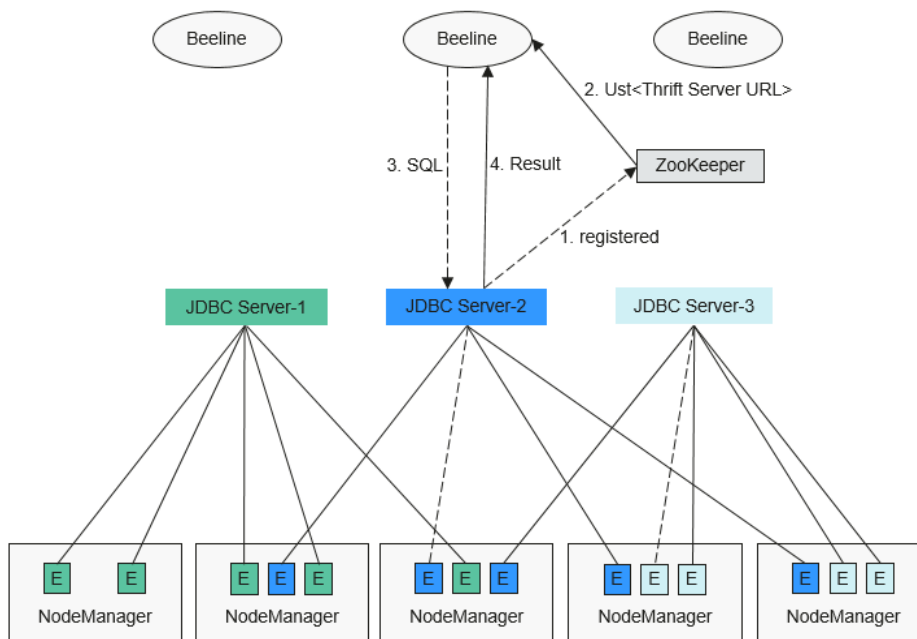 Beeline
Beeline
Beeline
2. Ust<Thrift Server URL>
3. SQL
4. Result
ZooKeeper
1. registered
JDBC Server-1
JDBC Server-2
JDBC Server-3
E
E
E
E
E
E
E
E
E
E
E
E
E
E
NodeManager
NodeManager
NodeManager
NodeManager
NodeManager